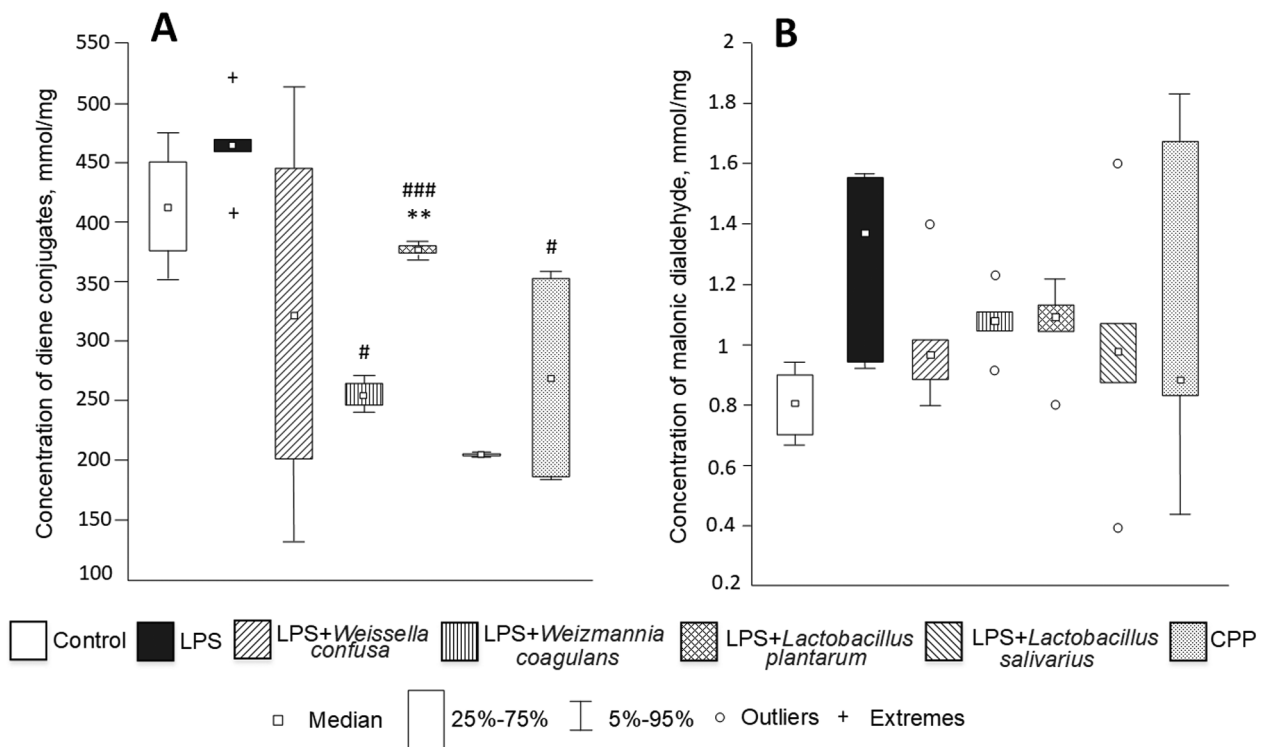 A
B
Concentration of diene conjugates, mmol/mg
550
500
450
400
350
300
250
200
150
100
+
+
#
###
**
#
Concentration of malonic dialdehyde, mmol/mg
2
1.8
1.6
1.4
1.2
1
0.8
0.6
0.4
0.2
Control
LPS
LPS+Weissella
confusa
LPS+Weizmannia
coagulans
LPS+Lactobacillus
plantarum
LPS+Lactobacillus
salivarius
CPP
Median
25%-75%
5%-95%
Outliers
+ Extremes